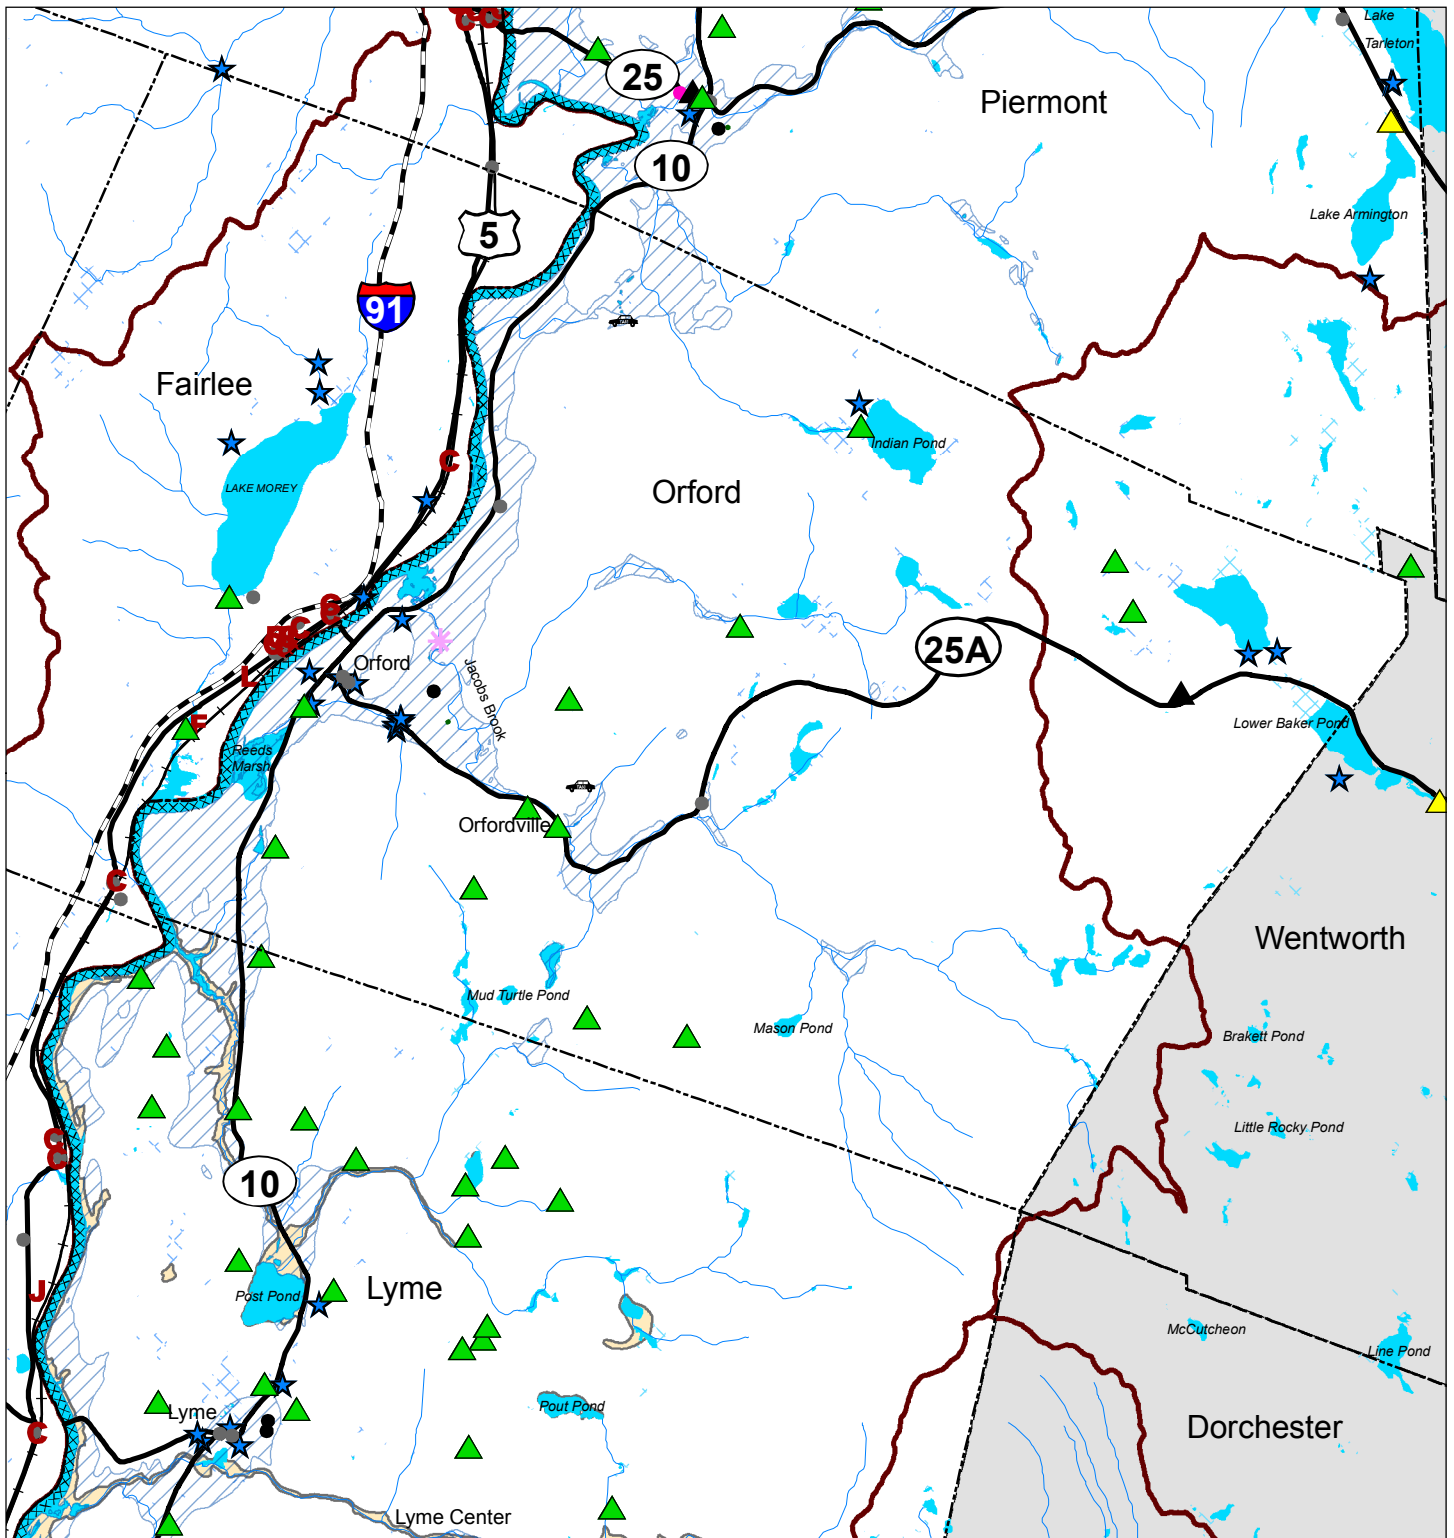 Lake
Tarleton
25
Piermont
10
Lake Armington
5
91
Fairlee
C
Indian Pond
LAKE MOREY
Orford
25A
C
L
Orford
Jacobs Brook
F
Reeds
Marsh
Lower Baker Pond
Orfordville
C
Wentworth
Mud Turtle Pond
Mason Pond
Brakett Pond
Little Rocky Pond
C
C
10
J
Post Pond
Lyme
McCutcheon
Line Pond
Pout Pond
Lyme
C
Dorchester
Lyme Center